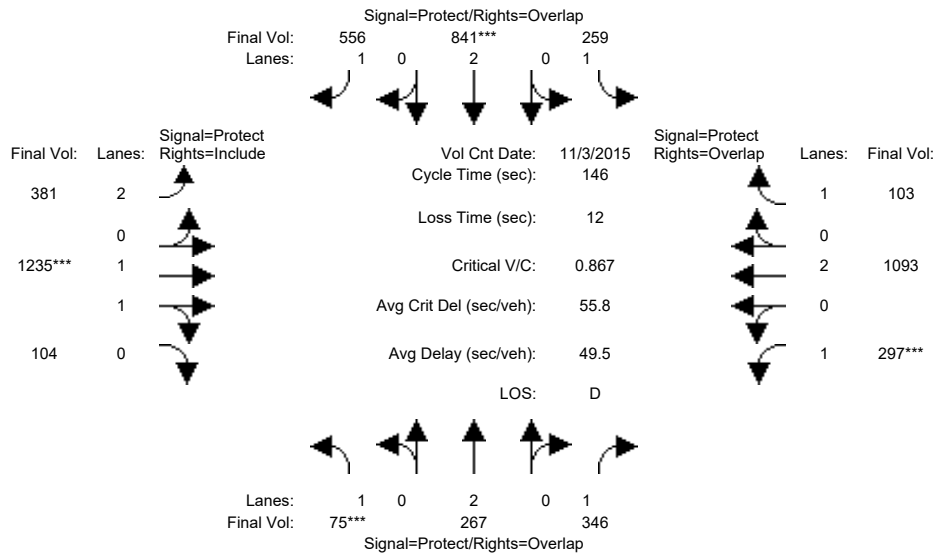 Signal=Protect/Rights=Overlap
Final Vol: 556 841*** 259
Lanes: 1 0 2 0 1
Signal=Protect
Final Vol: Lanes: Rights=Include
Vol Cnt Date: 11/3/2015
Signal=Protect
Rights=Overlap Lanes: Final Vol:
Cycle Time (sec): 146
381 2
1 103
Loss Time (sec): 12
0
0
1235*** 1
Critical V/C: 0.867
2 1093
1
Avg Crit Del (sec/veh): 55.8
0
104 0
Avg Delay (sec/veh): 49.5
1 297***
LOS: D
Lanes: 1 0 2 0 1
Final Vol: 75*** 267 346
Signal=Protect/Rights=Overlap